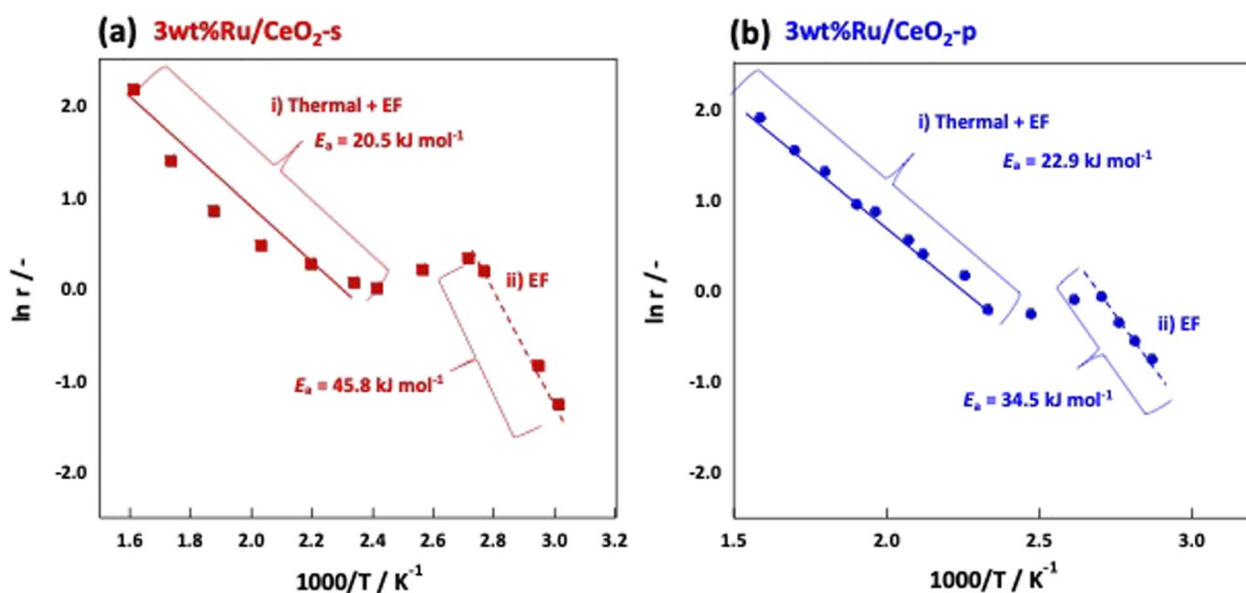 (a) 3wt%Ru/CeO₂-s
2.0
1.0
0.0
-1.0
-2.0
ln r / -
i) Thermal + EF
Eₐ = 20.5 kJ mol⁻¹
ii) EF
Eₐ = 45.8 kJ mol⁻¹
1.6 2.0 2.4 2.6 2.8 3.0 3.2
1000/T / K⁻¹
(b) 3wt%Ru/CeO₂-p
2.0
1.0
0.0
-1.0
-2.0
ln r / -
i) Thermal + EF
Eₐ = 22.9 kJ mol⁻¹
ii) EF
Eₐ = 34.5 kJ mol⁻¹
1.5 2.0 2.5 3.0
1000/T / K⁻¹